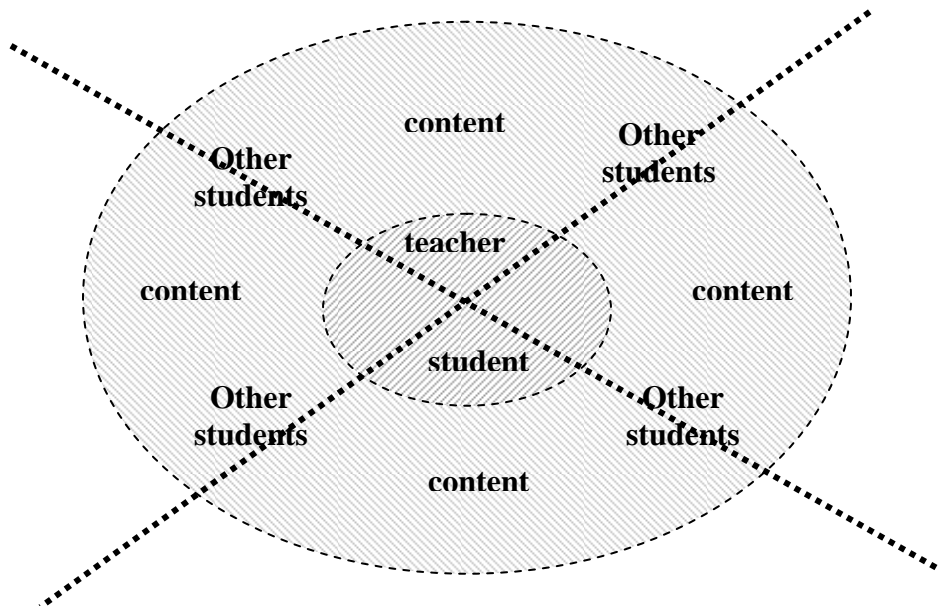 content
Other
students
Other
students
teacher
content
content
student
Other
students
Other
students
content